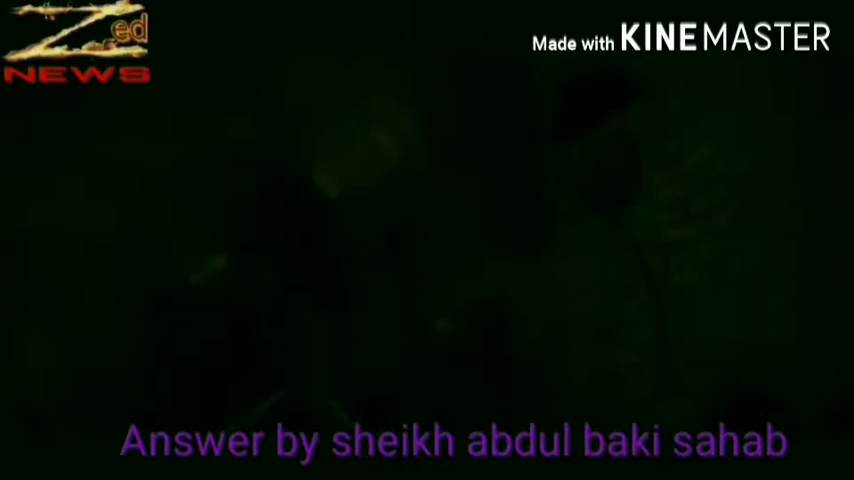 Zed
NEWS
Made with KINEMASTER
Answer by sheikh abdul baki sahab